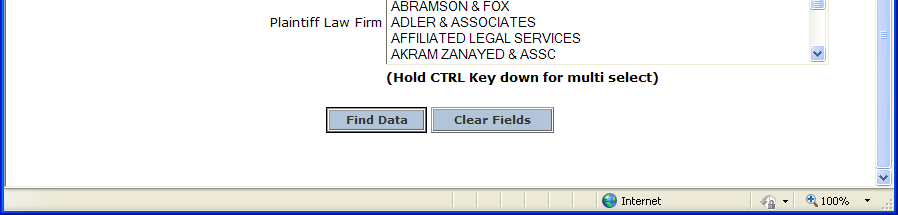 ABRAMSON & FOX
Plaintiff Law Firm ADLER & ASSOCIATES
AFFILIATED LEGAL SERVICES
AKRAM ZANAYED & ASSC
(Hold CTRL Key down for multi select)
Find Data Clear Fields
Internet 100%